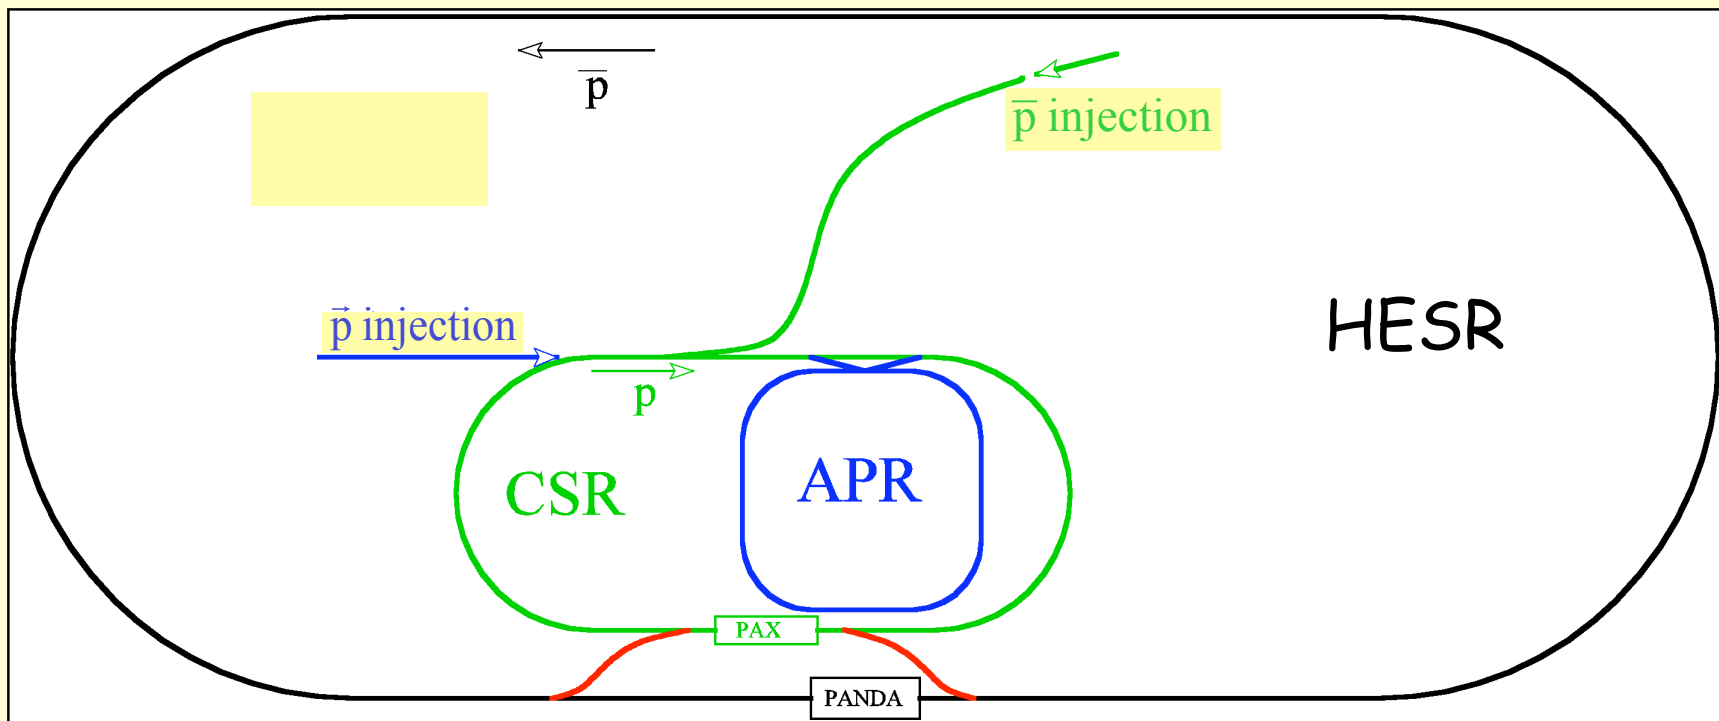 p̅
p̅ injection
p⃗ injection
HESR
p
CSR
APR
PAX
PANDA